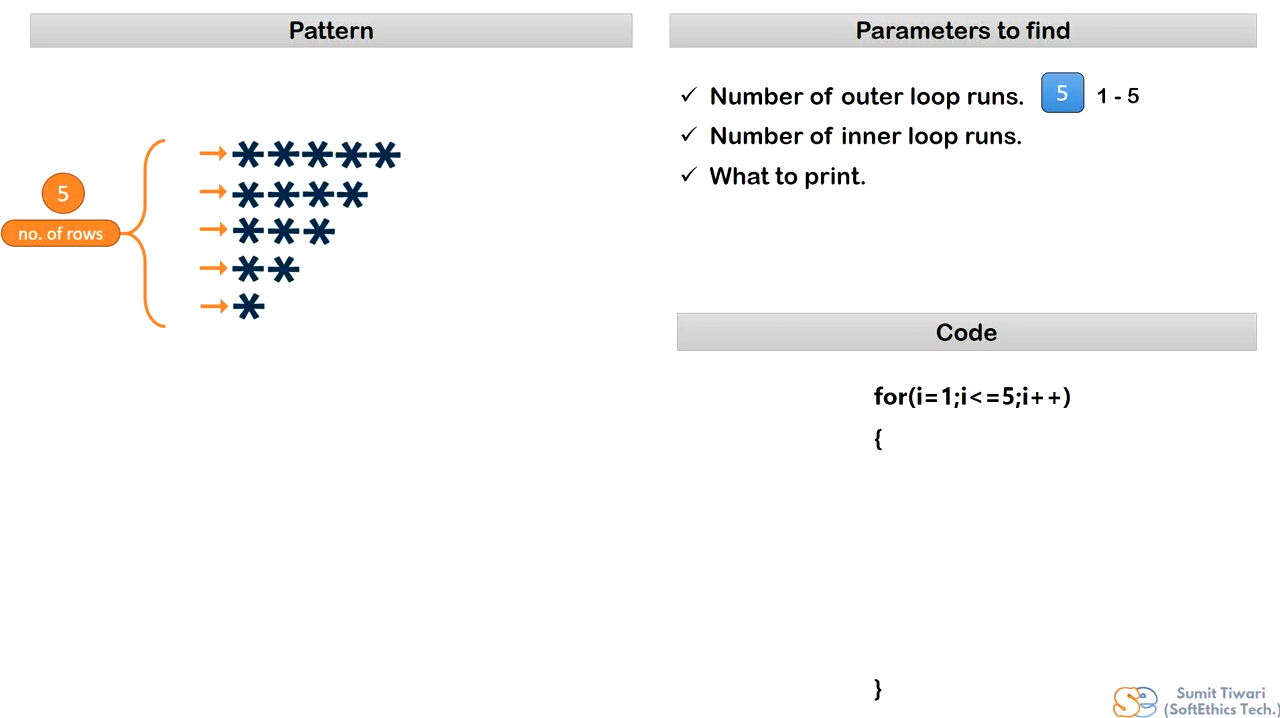 Pattern
5
no. of rows
*****
****
***
**
*
Parameters to find
✓ Number of outer loop runs. 5 1 - 5
✓ Number of inner loop runs.
✓ What to print.
Code
for(i=1;i<=5;i++)
{
}
Se Sumit Tiwari
(SoftEthics Tech.)